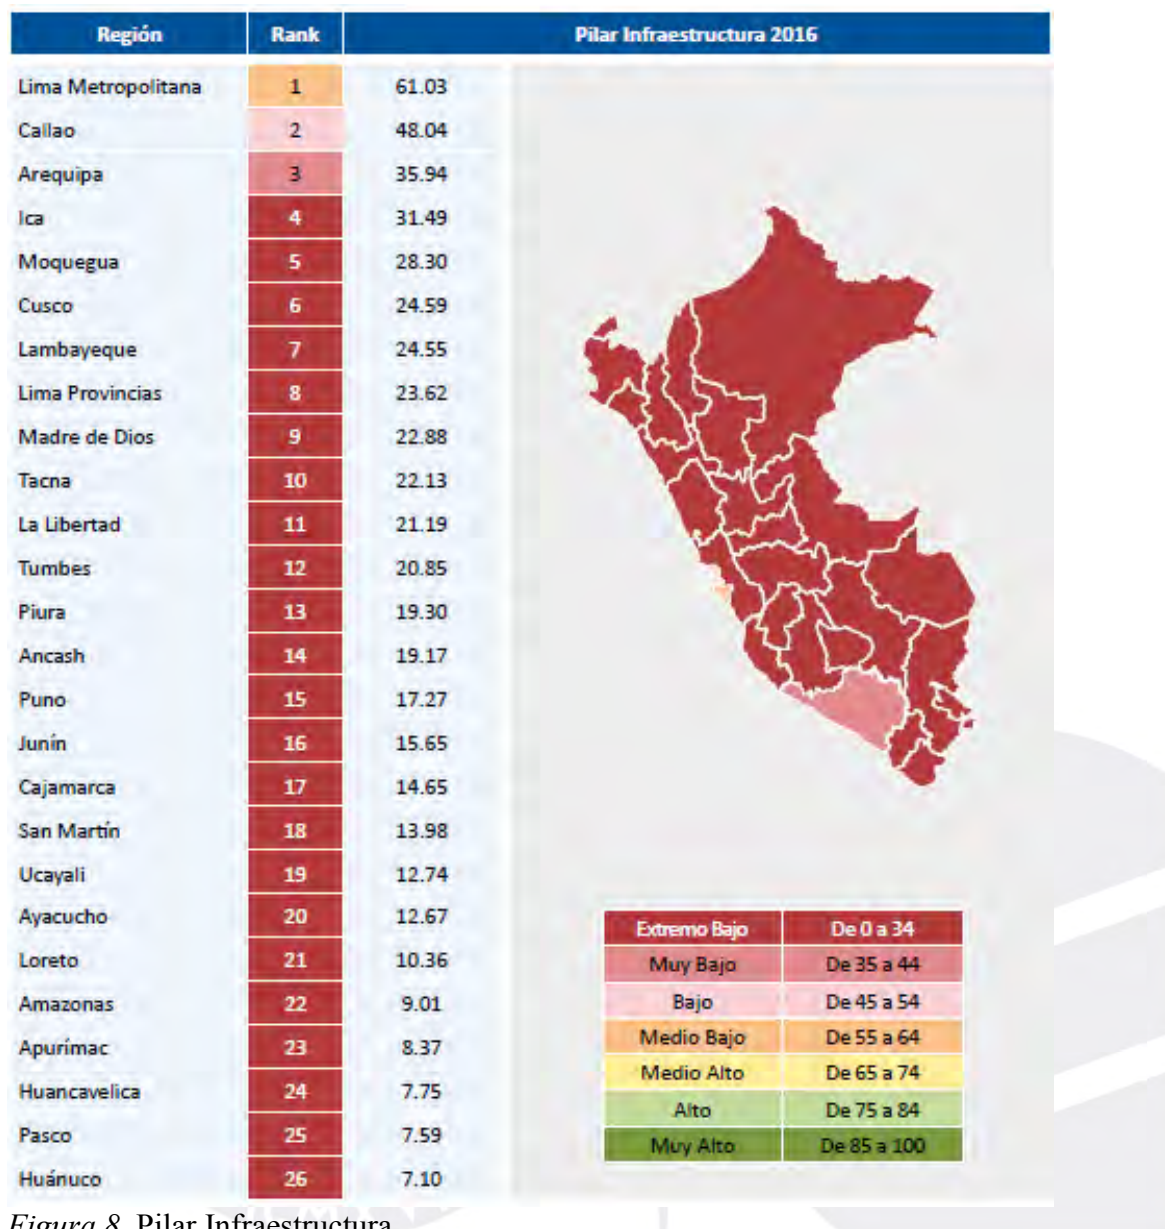 Región Rank Pilar Infraestructura 2016
Lima Metropolitana 1 61.03
Callao 2 48.04
Arequipa 3 35.94
Ica 4 31.49
Moquegua 5 28.30
Cusco 6 24.59
Lambayeque 7 24.55
Lima Provincias 8 23.62
Madre de Dios 9 22.88
Tacna 10 22.13
La Libertad 11 21.19
Tumbes 12 20.85
Piura 13 19.30
Ancash 14 19.17
Puno 15 17.27
Junín 16 15.65
Cajamarca 17 14.65
San Martín 18 13.98
Ucayali 19 12.74
Ayacucho 20 12.67
Loreto 21 10.36
Amazonas 22 9.01
Apurímac 23 8.37
Huancavelica 24 7.75
Pasco 25 7.59
Huánuco 26 7.10
Extremo Bajo De 0 a 34
Muy Bajo De 35 a 44
Bajo De 45 a 54
Medio Bajo De 55 a 64
Medio Alto De 65 a 74
Alto De 75 a 84
Muy Alto De 85 a 100
Figura 8. Pilar Infraestructura